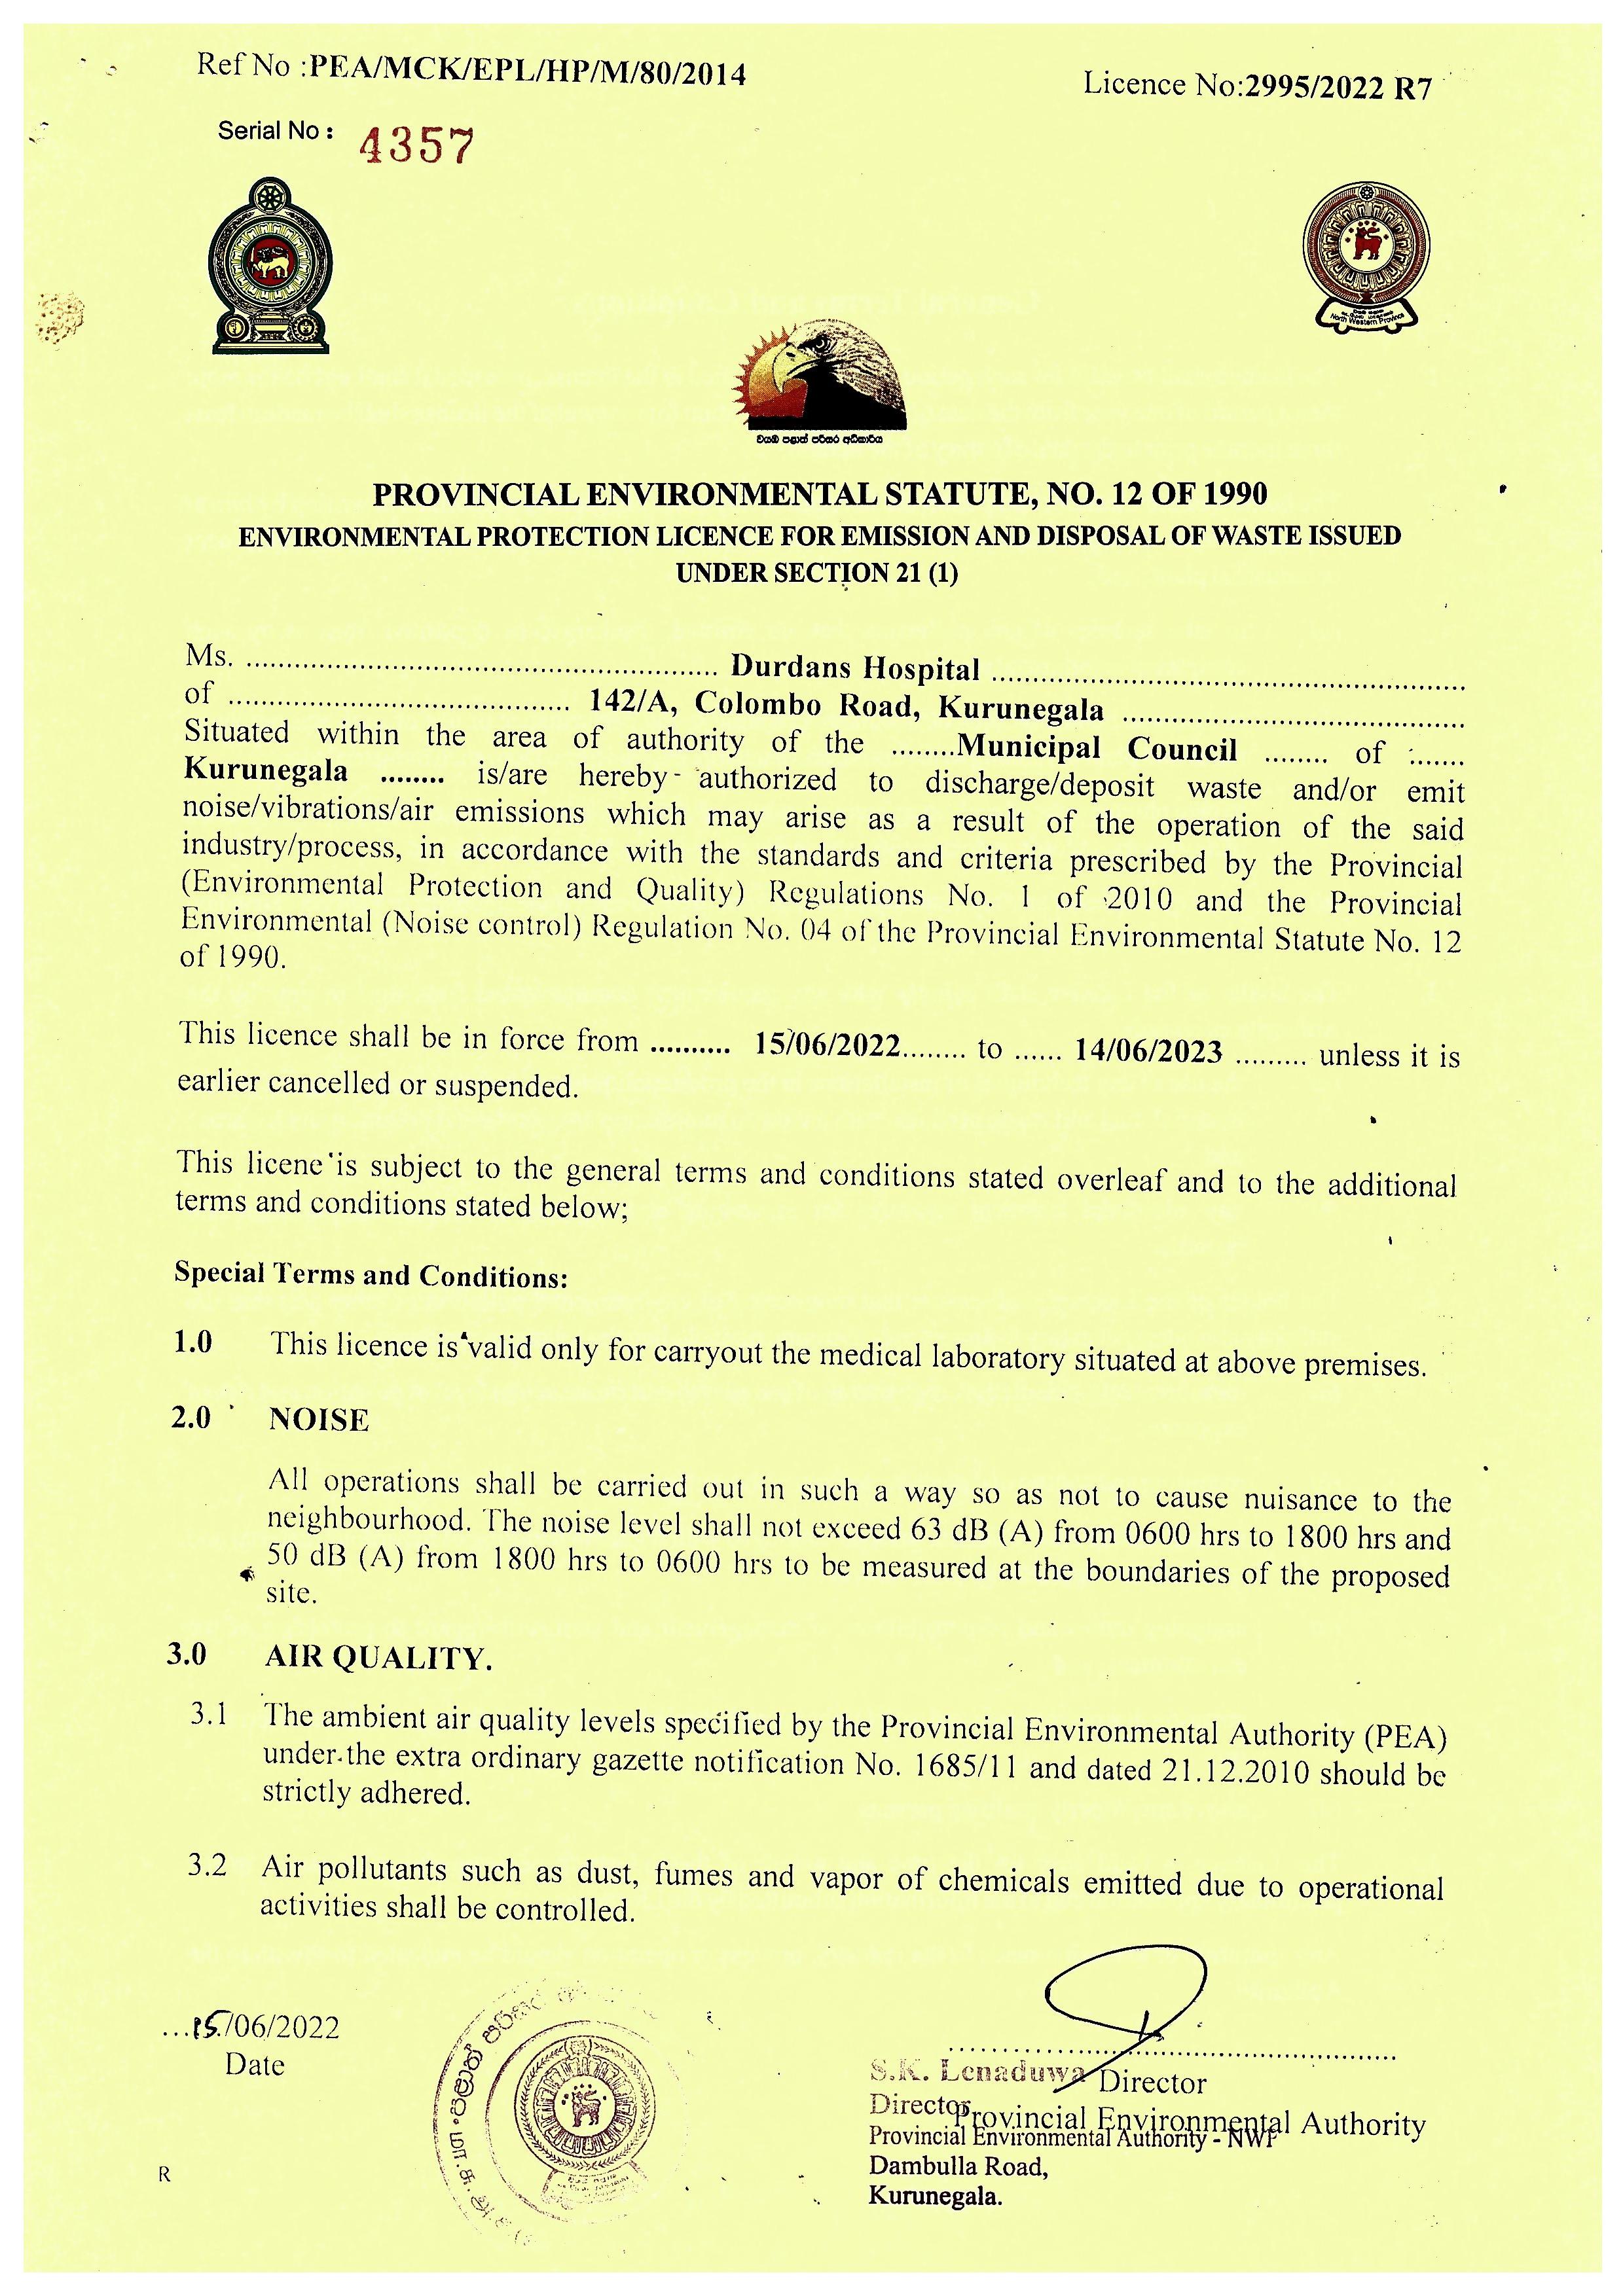 Ref No :PEA/MCK/EPL/HP/M/80/2014
Licence No:2995/2022 R7
Serial No : 4357
North Western Province
වයඹ පළාත් පරිසර අධිකාරිය
PROVINCIAL ENVIRONMENTAL STATUTE, NO. 12 OF 1990
ENVIRONMENTAL PROTECTION LICENCE FOR EMISSION AND DISPOSAL OF WASTE ISSUED
UNDER SECTION 21 (1)
Ms. ............................................................ Durdans Hospital ............................................................
of ........................................... 142/A, Colombo Road, Kurunegala ...........................................
Situated within the area of authority of the ........Municipal Council ........ of .......
Kurunegala ........ is/are hereby authorized to discharge/deposit waste and/or emit
noise/vibrations/air emissions which may arise as a result of the operation of the said
industry/process, in accordance with the standards and criteria prescribed by the Provincial
(Environmental Protection and Quality) Regulations No. 1 of 2010 and the Provincial
Environmental (Noise control) Regulation No. 04 of the Provincial Environmental Statute No. 12
of 1990.
This licence shall be in force from .......... 15/06/2022........ to ...... 14/06/2023 ......... unless it is
earlier cancelled or suspended.
This licene is subject to the general terms and conditions stated overleaf and to the additional
terms and conditions stated below;
Special Terms and Conditions:
1.0 This licence is valid only for carryout the medical laboratory situated at above premises.
2.0 NOISE
All operations shall be carried out in such a way so as not to cause nuisance to the
neighbourhood. The noise level shall not exceed 63 dB (A) from 0600 hrs to 1800 hrs and
50 dB (A) from 1800 hrs to 0600 hrs to be measured at the boundaries of the proposed
site.
3.0 AIR QUALITY.
3.1 The ambient air quality levels specified by the Provincial Environmental Authority (PEA)
under the extra ordinary gazette notification No. 1685/11 and dated 21.12.2010 should be
strictly adhered.
3.2 Air pollutants such as dust, fumes and vapor of chemicals emitted due to operational
activities shall be controlled.
...15./06/2022
Date
S.K. Lenaduwa
Director
Director
Provincial Environmental Authority
Provincial Environmental Authority - NWP
Dambulla Road,
Kurunegala.
R